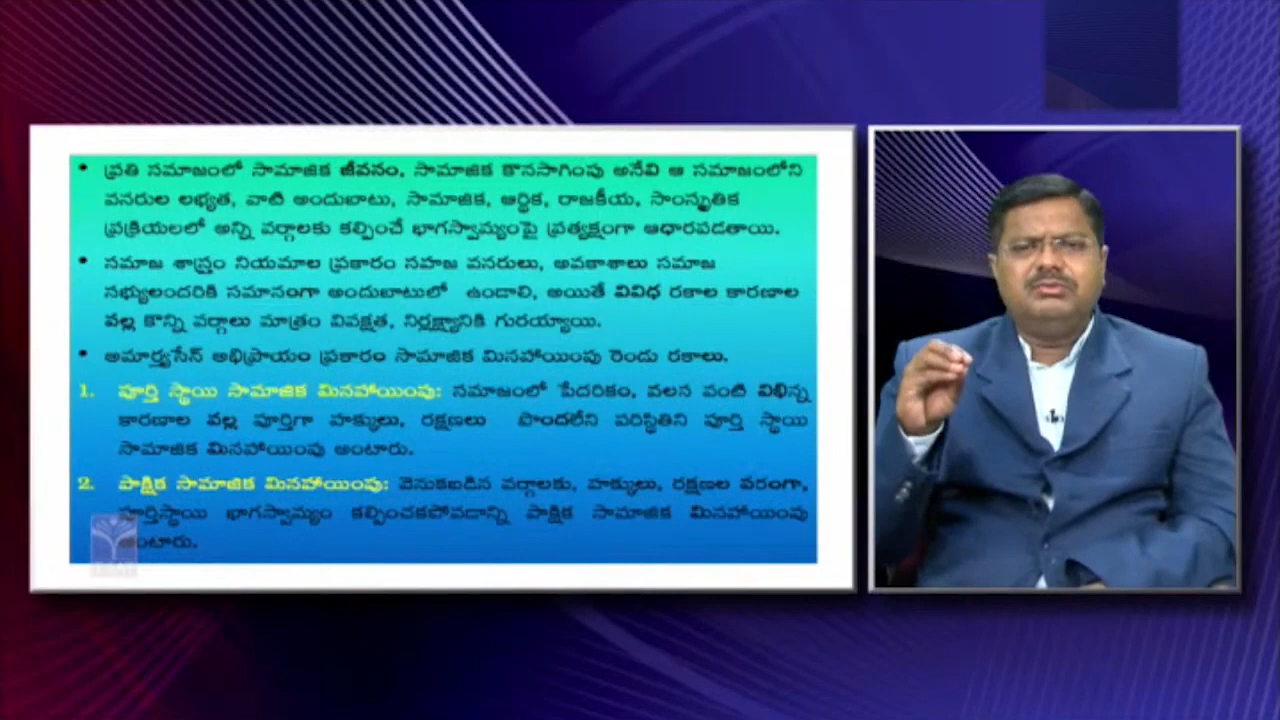 • ప్రతి సమాజంలో సామాజిక జీవనం, సామాజిక కొనసాగింపు అనేవి ఆ సమాజంలోని
వనరుల లభ్యత, వాటి అందుబాటు, సామాజిక, ఆర్థిక, రాజకీయ, సాంస్కృతిక
ప్రక్రియలలో అన్ని వర్గాలకు కల్పించే భాగస్వామ్యంపై ప్రత్యక్షంగా ఆధారపడతాయి.
• సమాజ శాస్త్రం నియమాల ప్రకారం సహజ వనరులు, అవకాశాలు సమాజ
సభ్యులందరికి సమానంగా అందుబాటులో ఉండాలి, అయితే వివిధ రకాల కారణాల
వల్ల కొన్ని వర్గాలు మాత్రం వివక్షత, నిర్లక్ష్యానికి గురయ్యాయి.
• అమార్త్యసేన్ అభిప్రాయం ప్రకారం సామాజిక మినహాయింపు రెండు రకాలు.
1. పూర్తి స్థాయి సామాజిక మినహాయింపు: సమాజంలో పేదరికం, వలస వంటి విభిన్న
కారణాల వల్ల పూర్తిగా హక్కులు, రక్షణలు పొందలేని పరిస్థితిని పూర్తి స్థాయి
సామాజిక మినహాయింపు అంటారు.
2. పాక్షిక సామాజిక మినహాయింపు: వెనుకబడిన వర్గాలకు, హక్కులు, రక్షణల పరంగా,
పూర్తిస్థాయి భాగస్వామ్యం కల్పించకపోవడాన్ని పాక్షిక సామాజిక మినహాయింపు
అంటారు.